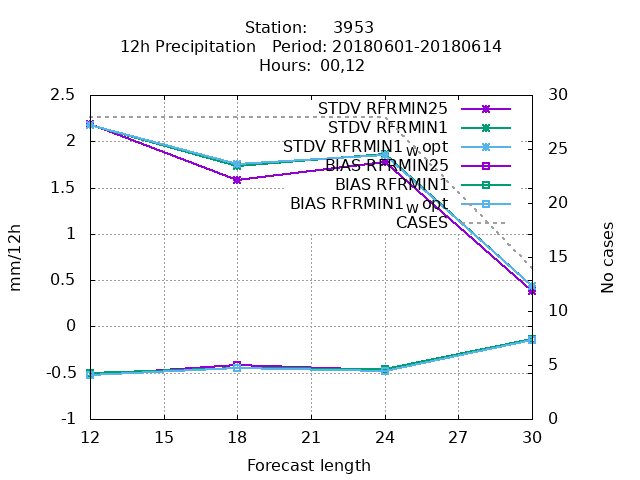 Station: 3953
12h Precipitation Period: 20180601-20180614
Hours: 00,12
2.5
2
1.5
1
0.5
0
-0.5
-1
mm/12h
STDV RFRMIN25
STDV RFRMIN1
STDV RFRMIN1wopt
BIAS RFRMIN25
BIAS RFRMIN1
BIAS RFRMIN1wopt
CASES
30
25
20
15
10
5
0
No cases
12 15 18 21 24 27 30
Forecast length